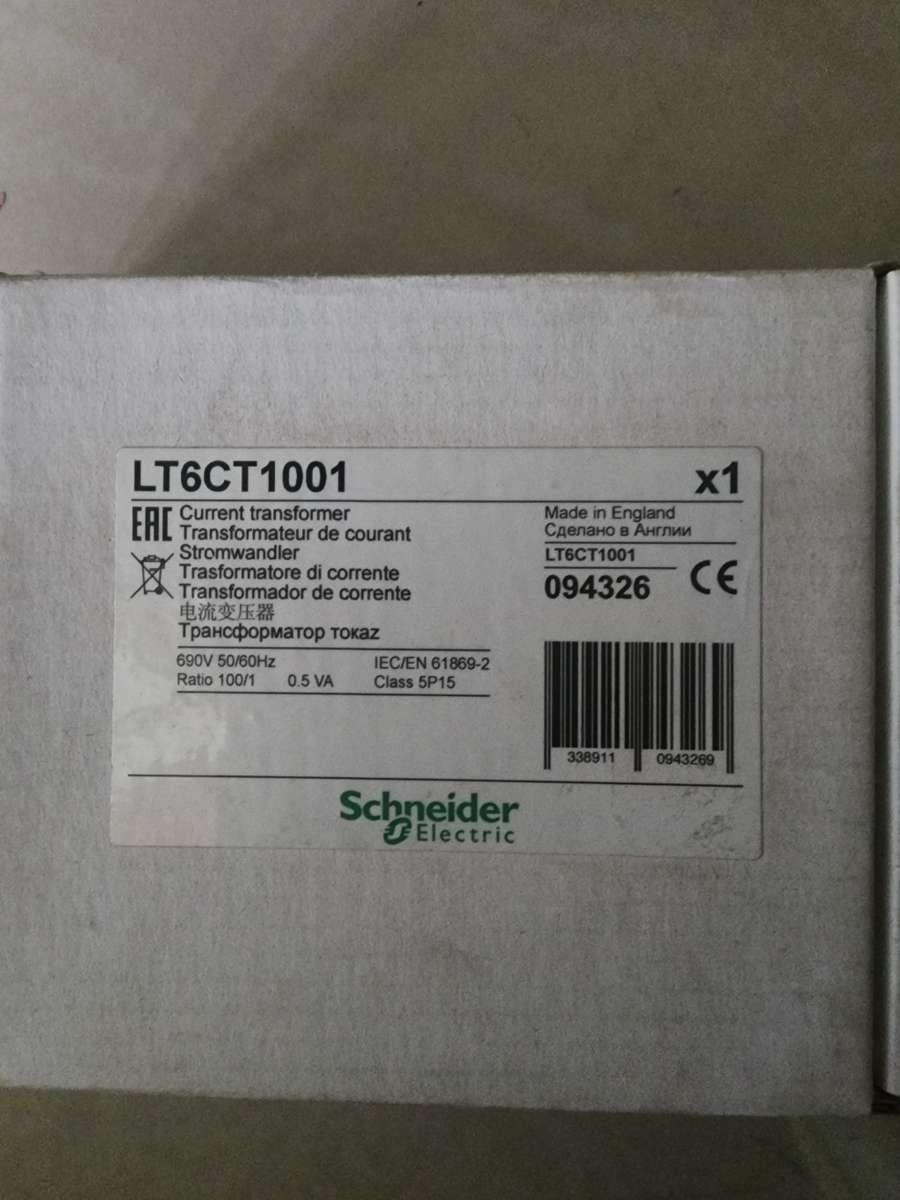 LT6CT1001 x1
EAC
Current transformer
Transformateur de courant
Stromwandler
Trasformatore di corrente
Transformador de corrente
电流变压器
Трансформатор токаz
690V 50/60Hz IEC/EN 61869-2
Ratio 100/1 0.5 VA Class 5P15
Made in England
Сделано в Англии
LT6CT1001
094326 CE
338911 0943269
Schneider
Electric